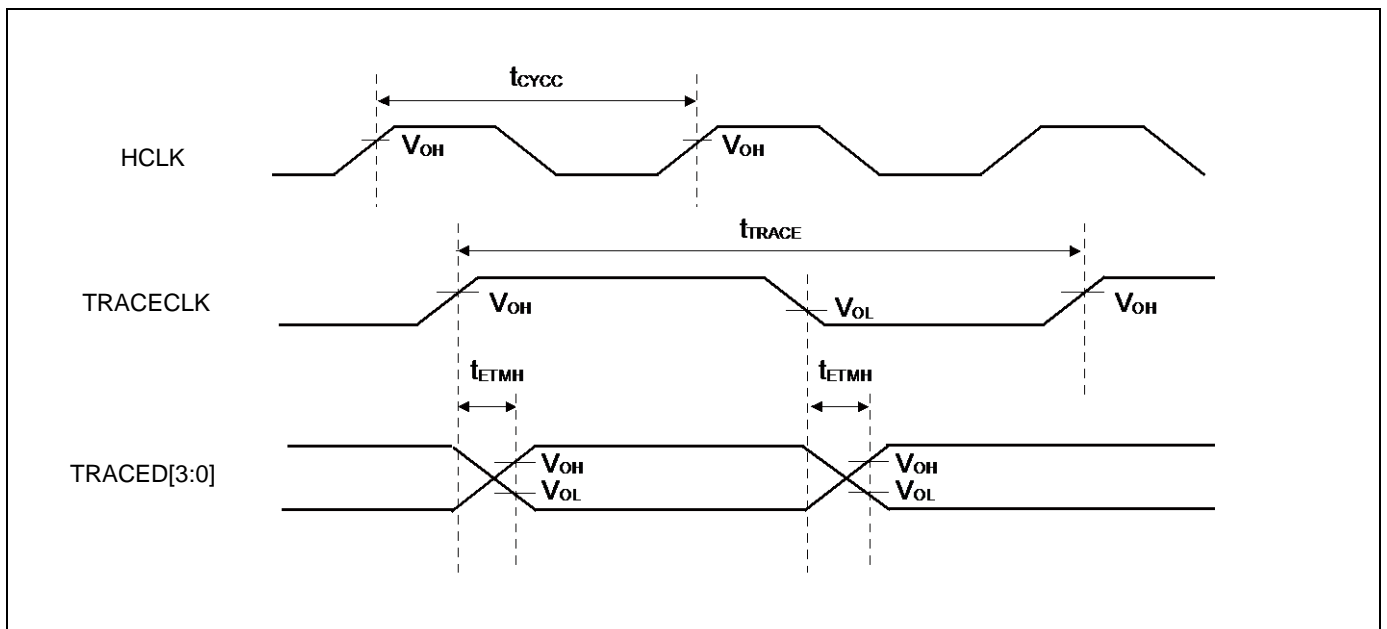 tCYCC
HCLK
VOH
VOH
tTRACE
TRACECLK
VOH
VOL
VOH
tETMH
tETMH
TRACED[3:0]
VOH
VOH
VOL
VOL